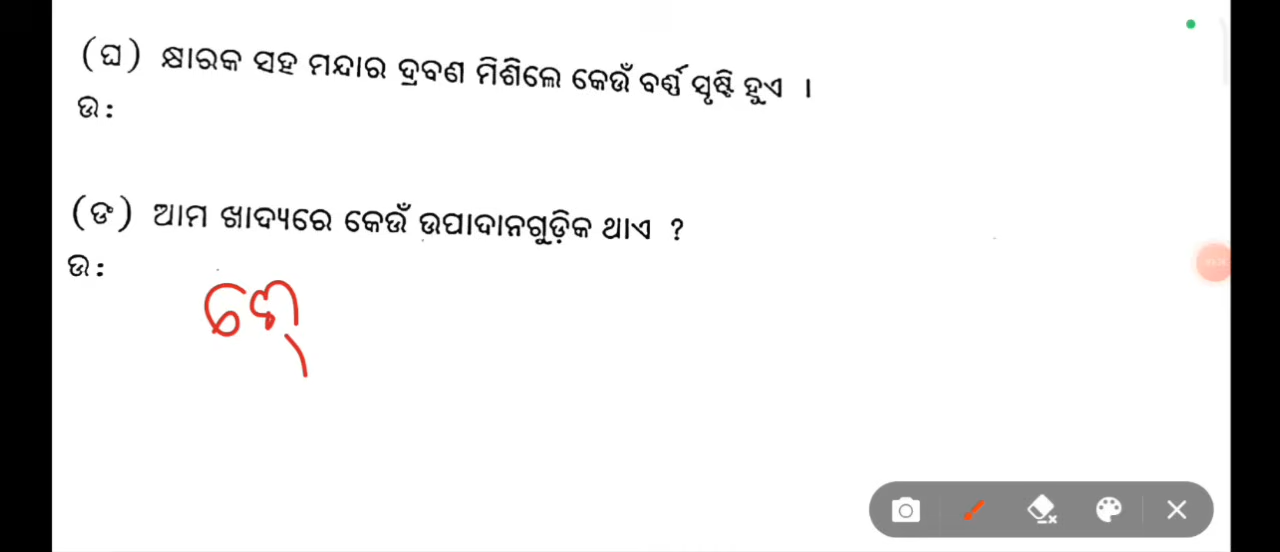 (ଘ) କ୍ଷାରକ ସହ ମନ୍ଦାର ଦ୍ରବଣ ମିଶିଲେ କେଉଁ ବର୍ଣ୍ଣ ସୃଷ୍ଟି ହୁଏ ।
ଉ:
(ଙ) ଆମ ଖାଦ୍ୟରେ କେଉଁ ଉପାଦାନଗୁଡ଼ିକ ଥାଏ ?
ଉ: